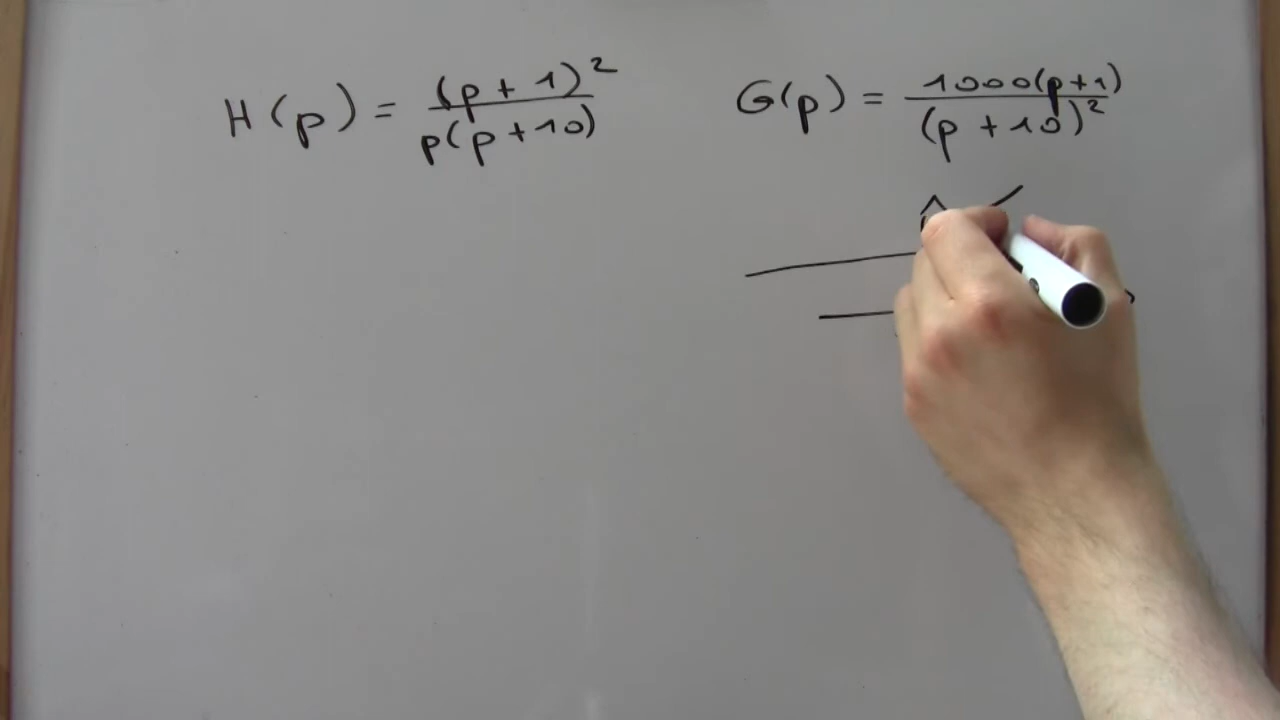 H(p) = (p + 1)² / p(p + 10)
G(p) = 1000(p+1) / (p + 10)²